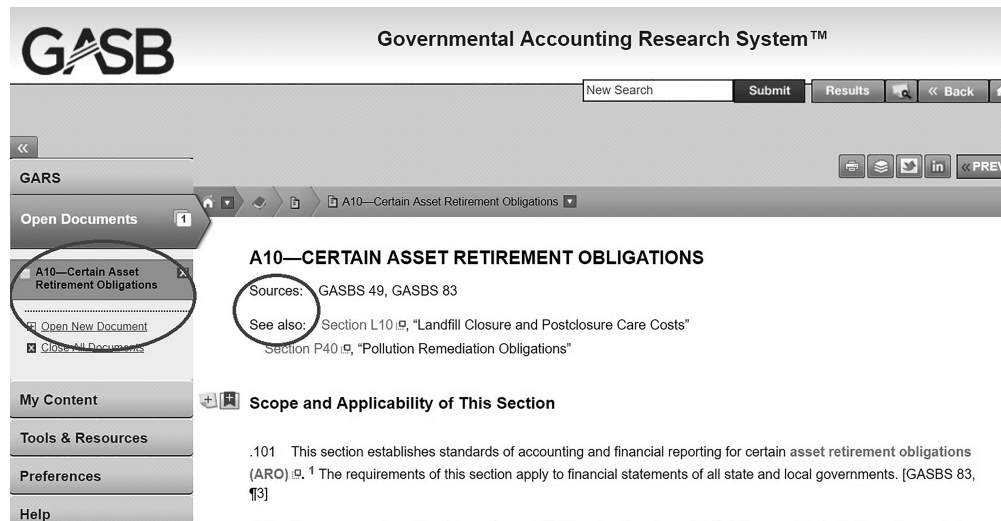 GASB
Governmental Accounting Research System™
New Search
Submit
Results
« Back
«
in
« PREV
GARS
Open Documents
1
A10—Certain Asset Retirement Obligations
A10—Certain Asset
Retirement Obligations
Open New Document
Close All Documents
My Content
Tools & Resources
Preferences
Help
A10—CERTAIN ASSET RETIREMENT OBLIGATIONS
Sources: GASBS 49, GASBS 83
See also: Section L10, “Landfill Closure and Postclosure Care Costs”
Section P40, “Pollution Remediation Obligations”
Scope and Applicability of This Section
.101 This section establishes standards of accounting and financial reporting for certain asset retirement obligations
(ARO). 1 The requirements of this section apply to financial statements of all state and local governments. [GASBS 83,
¶3]